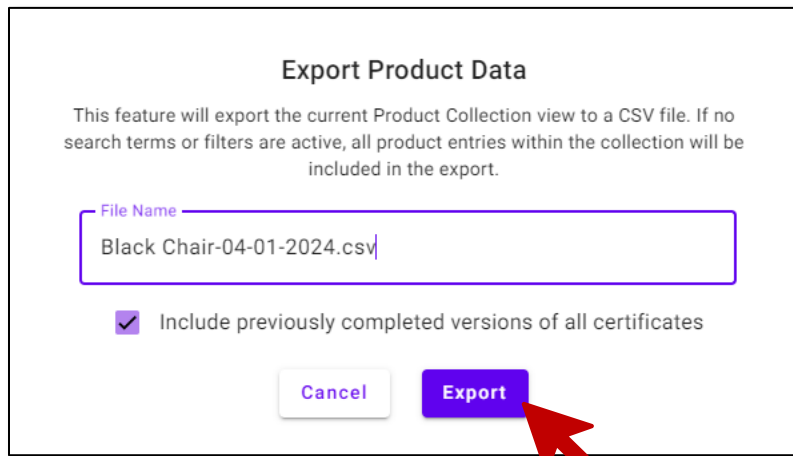 Export Product Data
This feature will export the current Product Collection view to a CSV file. If no
search terms or filters are active, all product entries within the collection will be
included in the export.
File Name
Black Chair-04-01-2024.csv
Include previously completed versions of all certificates
Cancel
Export